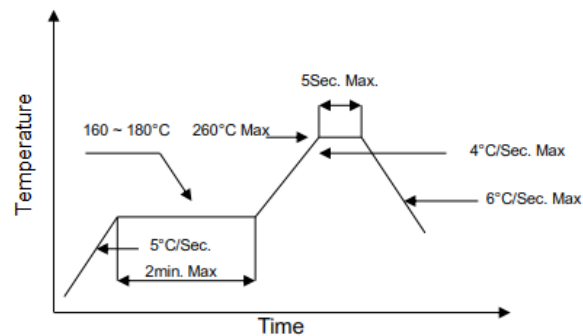 5Sec. Max.
160 ~ 180°C
260°C Max
4°C/Sec. Max
6°C/Sec. Max
5°C/Sec.
2min. Max
Temperature
Time